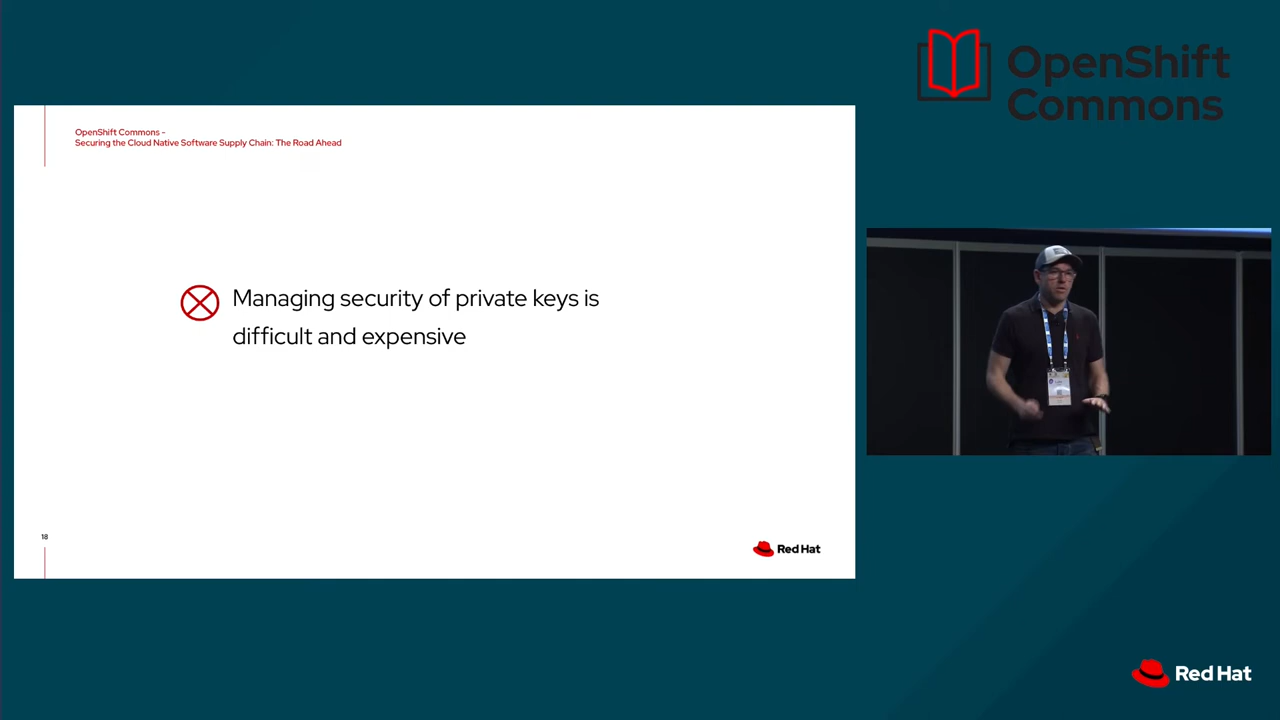 OpenShift
Commons
OpenShift Commons -
Securing the Cloud Native Software Supply Chain: The Road Ahead
Managing security of private keys is
difficult and expensive
18
Red Hat
Red Hat